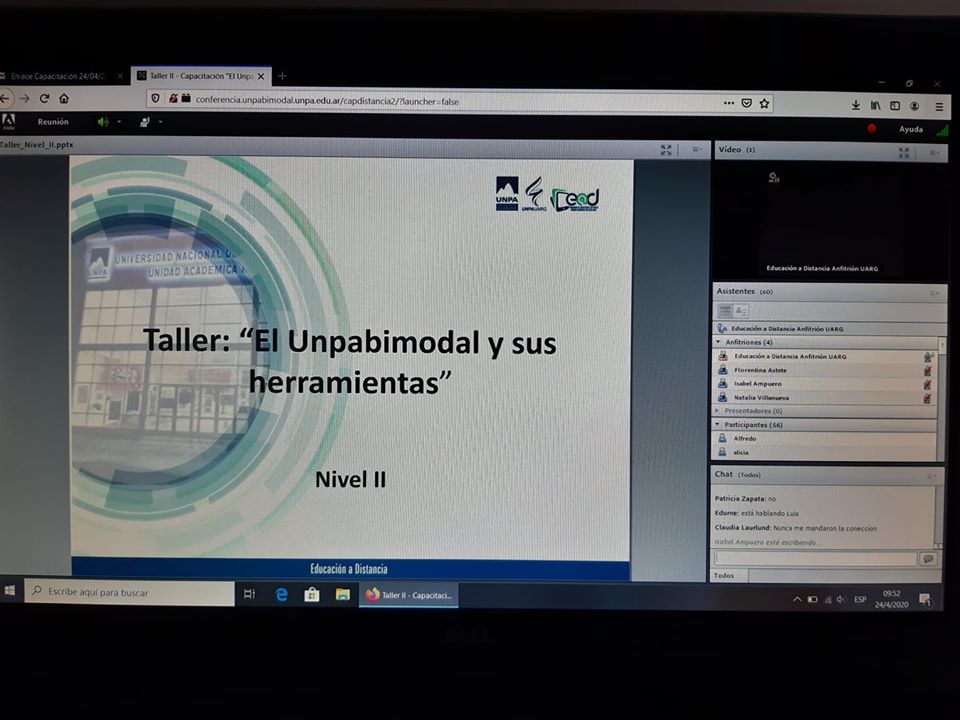 Enlace Capacitación 24/04/2
Taller II - Capacitación "El Unpa
conferencia.unpabimodal.unpa.edu.ar/capdistancia2/?launcher=false
Reunión
Ayuda
Taller_Nivel_II.pptx
Vídeo (1)
UNPA
UNPAUARG
cead
UNIVERSIDAD NACIONAL D
UNIDAD ACADEMICA
UNPA
Educación a Distancia Anfitrión UARG
Asistentes (60)
Educación a Distancia Anfitrión UARG
Anfitriones (4)
Educación a Distancia Anfitrión UARG
Florentina Astete
Isabel Ampuero
Natalia Villanueva
Presentadores (0)
Participantes (56)
Alfredo
alicia
Taller: “El Unpabimodal y sus
herramientas”
Nivel II
Educación a Distancia
Chat (Todos)
Patricia Zapata: no
Edurne: está hablando Luis
Claudia Laurlund: Nunca me mandaron la coneccion
Isabel Ampuero está escribiendo...
Todos
Escribe aquí para buscar
Taller II - Capacitaci...
ESP
09:52
24/4/2020
DELL